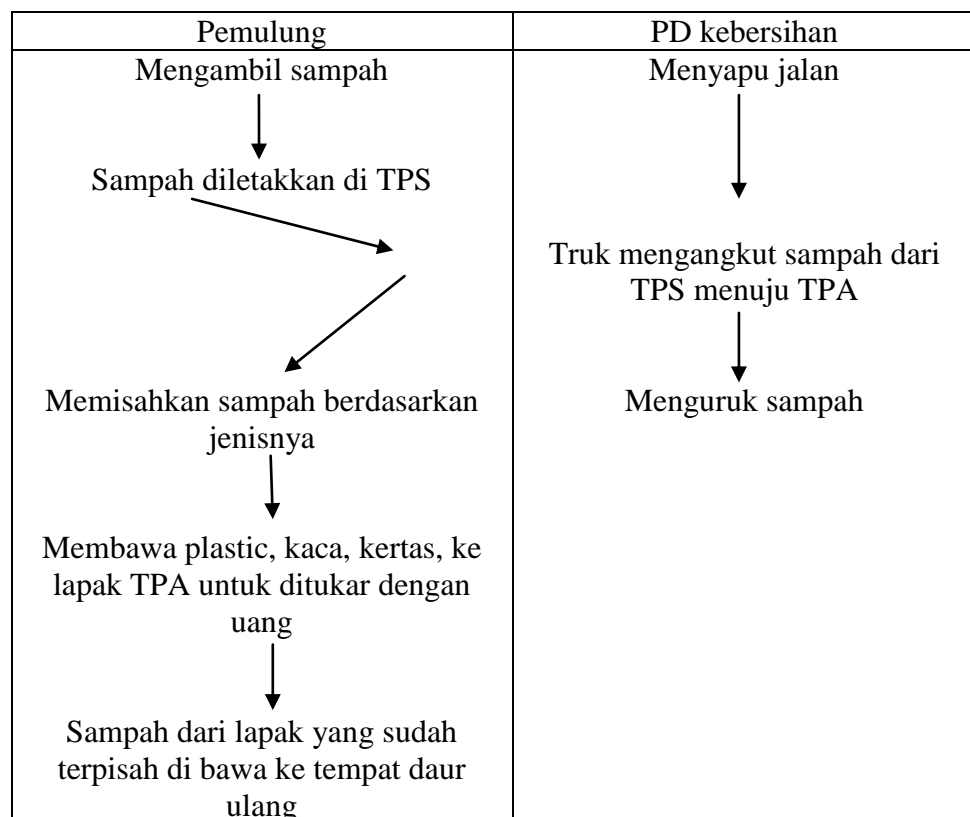 Pemulung
Mengambil sampah
Sampah diletakkan di TPS
Memisahkan sampah berdasarkan
jenisnya
Membawa plastic, kaca, kertas, ke
lapak TPA untuk ditukar dengan
uang
Sampah dari lapak yang sudah
terpisah di bawa ke tempat daur
ulang
PD kebersihan
Menyapu jalan
Truk mengangkut sampah dari
TPS menuju TPA
Menguruk sampah